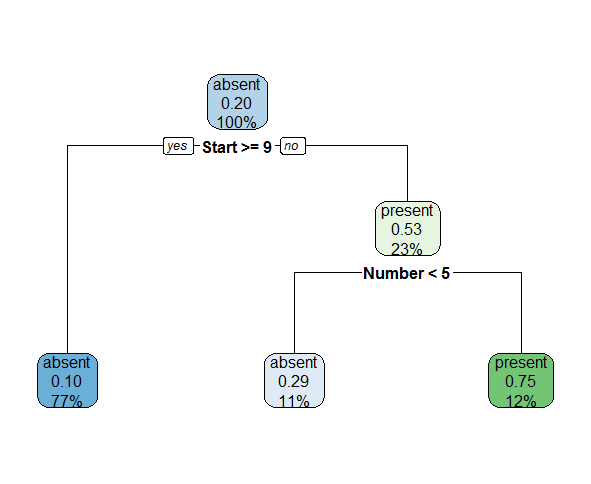 absent
0.20
100%
yes Start >= 9 no
present
0.53
23%
Number < 5
absent
0.10
77%
absent
0.29
11%
present
0.75
12%